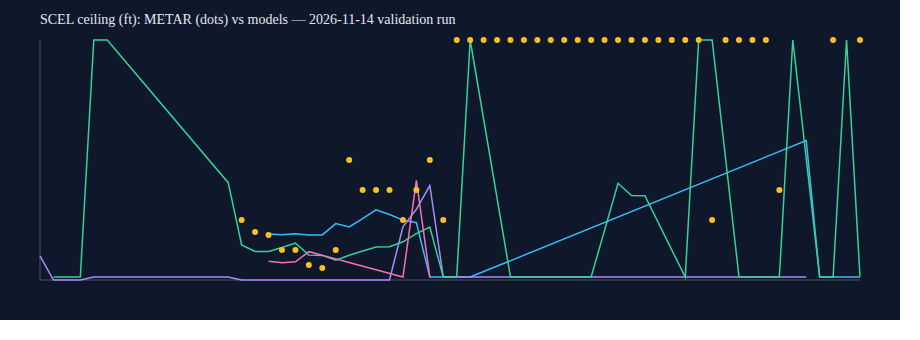 SCEL ceiling (ft): METAR (dots) vs models — 2026-11-14 validation run